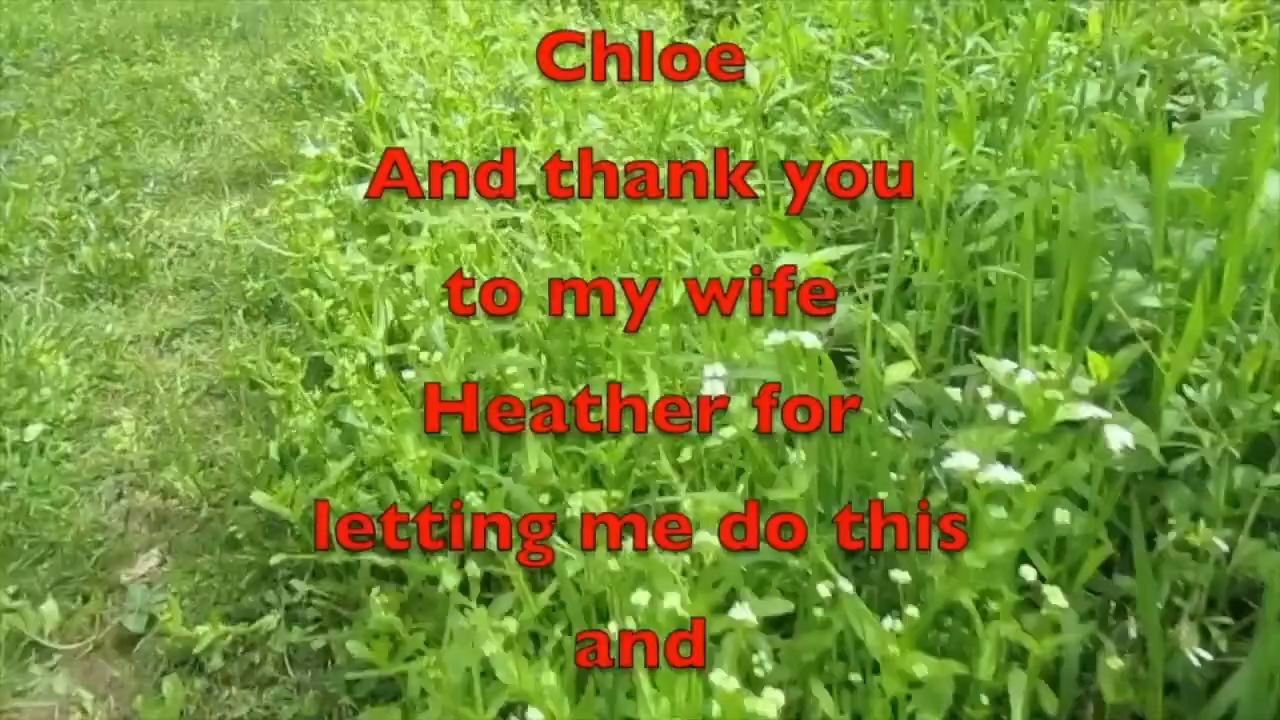 Chloe
And thank you
to my wife
Heather for
letting me do this
and